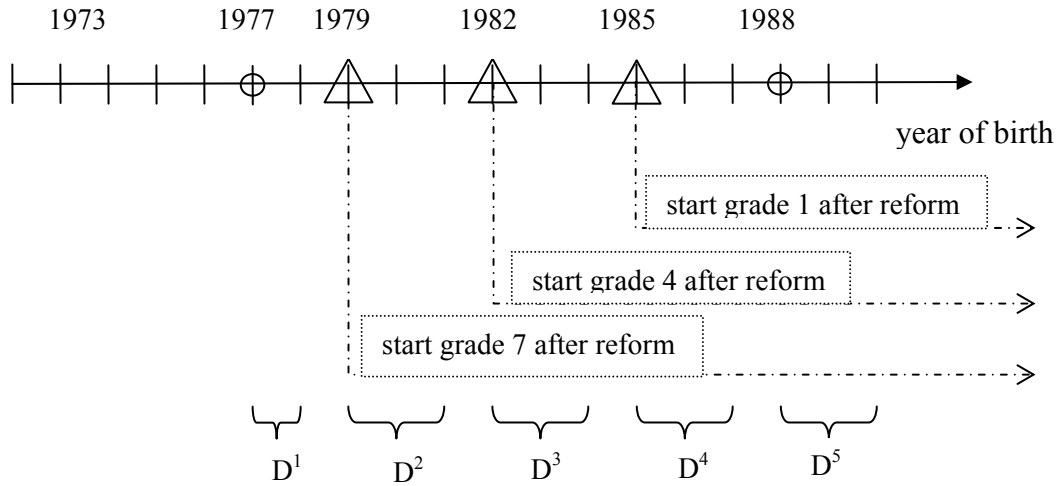 1973 1977 1979 1982 1985 1988
year of birth
start grade 1 after reform
start grade 4 after reform
start grade 7 after reform
D¹ D² D³ D⁴ D⁵